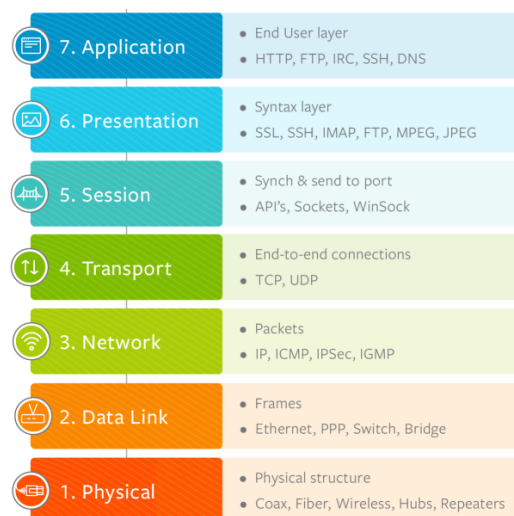 7. Application
• End User layer
• HTTP, FTP, IRC, SSH, DNS
6. Presentation
• Syntax layer
• SSL, SSH, IMAP, FTP, MPEG, JPEG
5. Session
• Synch & send to port
• API's, Sockets, WinSock
4. Transport
• End-to-end connections
• TCP, UDP
3. Network
• Packets
• IP, ICMP, IPSec, IGMP
2. Data Link
• Frames
• Ethernet, PPP, Switch, Bridge
1. Physical
• Physical structure
• Coax, Fiber, Wireless, Hubs, Repeaters